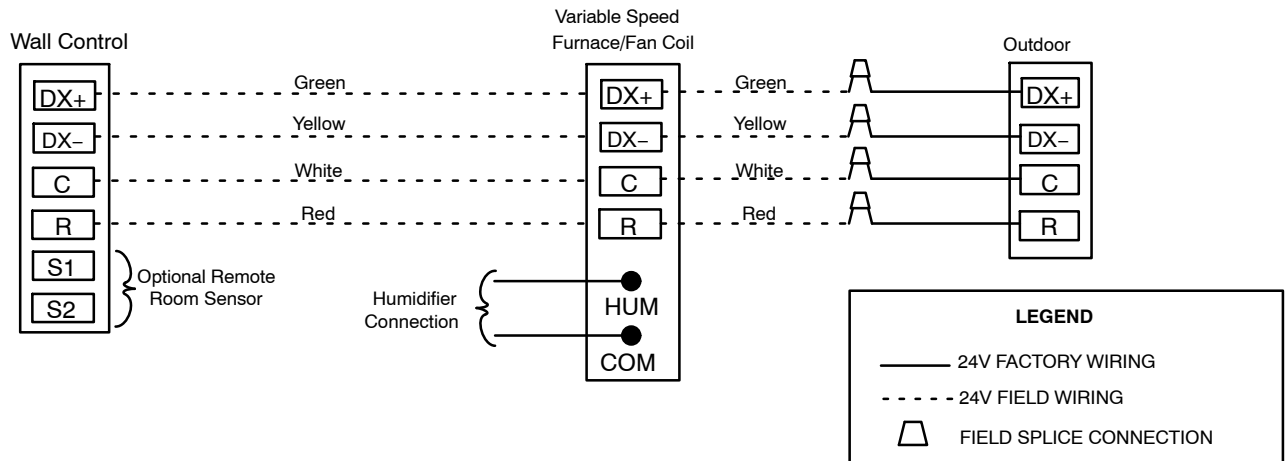 Wall Control
Variable Speed
Furnace/Fan Coil
Outdoor
DX+ Green DX+ Green DX+
DX− Yellow DX− Yellow DX−
C White C White C
R Red R Red R
S1
S2
Optional Remote
Room Sensor
Humidifier
Connection
HUM
COM
LEGEND
24V FACTORY WIRING
24V FIELD WIRING
FIELD SPLICE CONNECTION